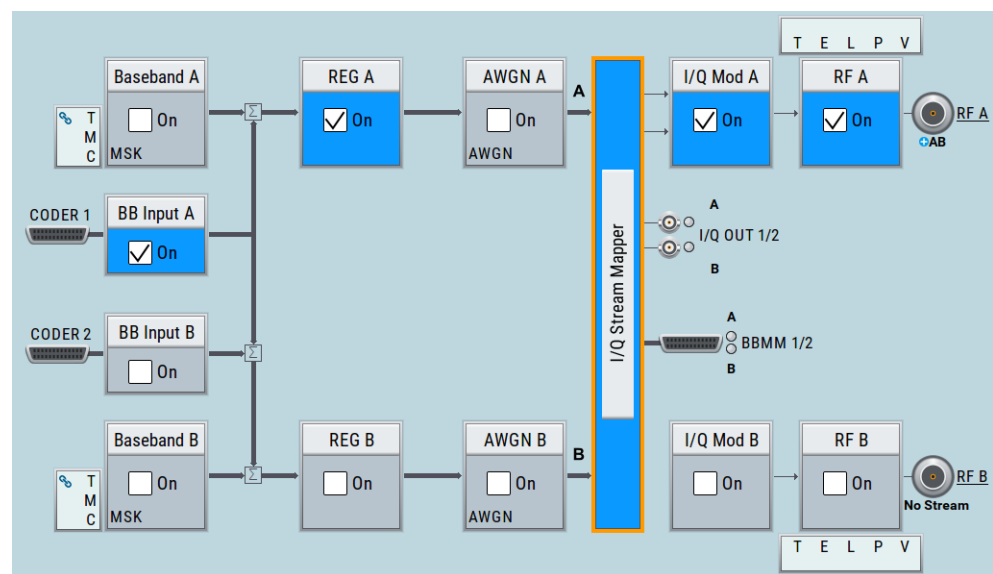 T E L P V
Baseband A
On
MSK
T
M
C
Σ
REG A
On
AWGN A
On
AWGN
A
I/Q Mod A
On
RF A
On
RF A
AB
CODER 1
BB Input A
On
A
I/Q OUT 1/2
B
I/Q Stream Mapper
CODER 2
BB Input B
On
Σ
A
BBMM 1/2
B
Baseband B
On
MSK
T
M
C
Σ
REG B
On
AWGN B
On
AWGN
B
I/Q Mod B
On
RF B
On
RF B
No Stream
T E L P V